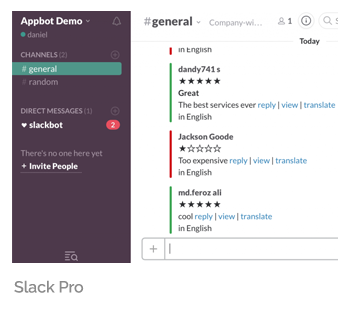 Appbot Demo
daniel
CHANNELS (2)
# general
# random
DIRECT MESSAGES (1)
slackbot 2
There's no one here yet
+ Invite People
#general
Company-wi...
1
Today
in English
dandy741 s
★★★★★
Great
The best services ever reply | view | translate
in English
Jackson Goode
★☆☆☆☆
Too expensive reply | view | translate
in English
md.feroz ali
★★★★★
cool reply | view | translate
in English
+
Slack Pro